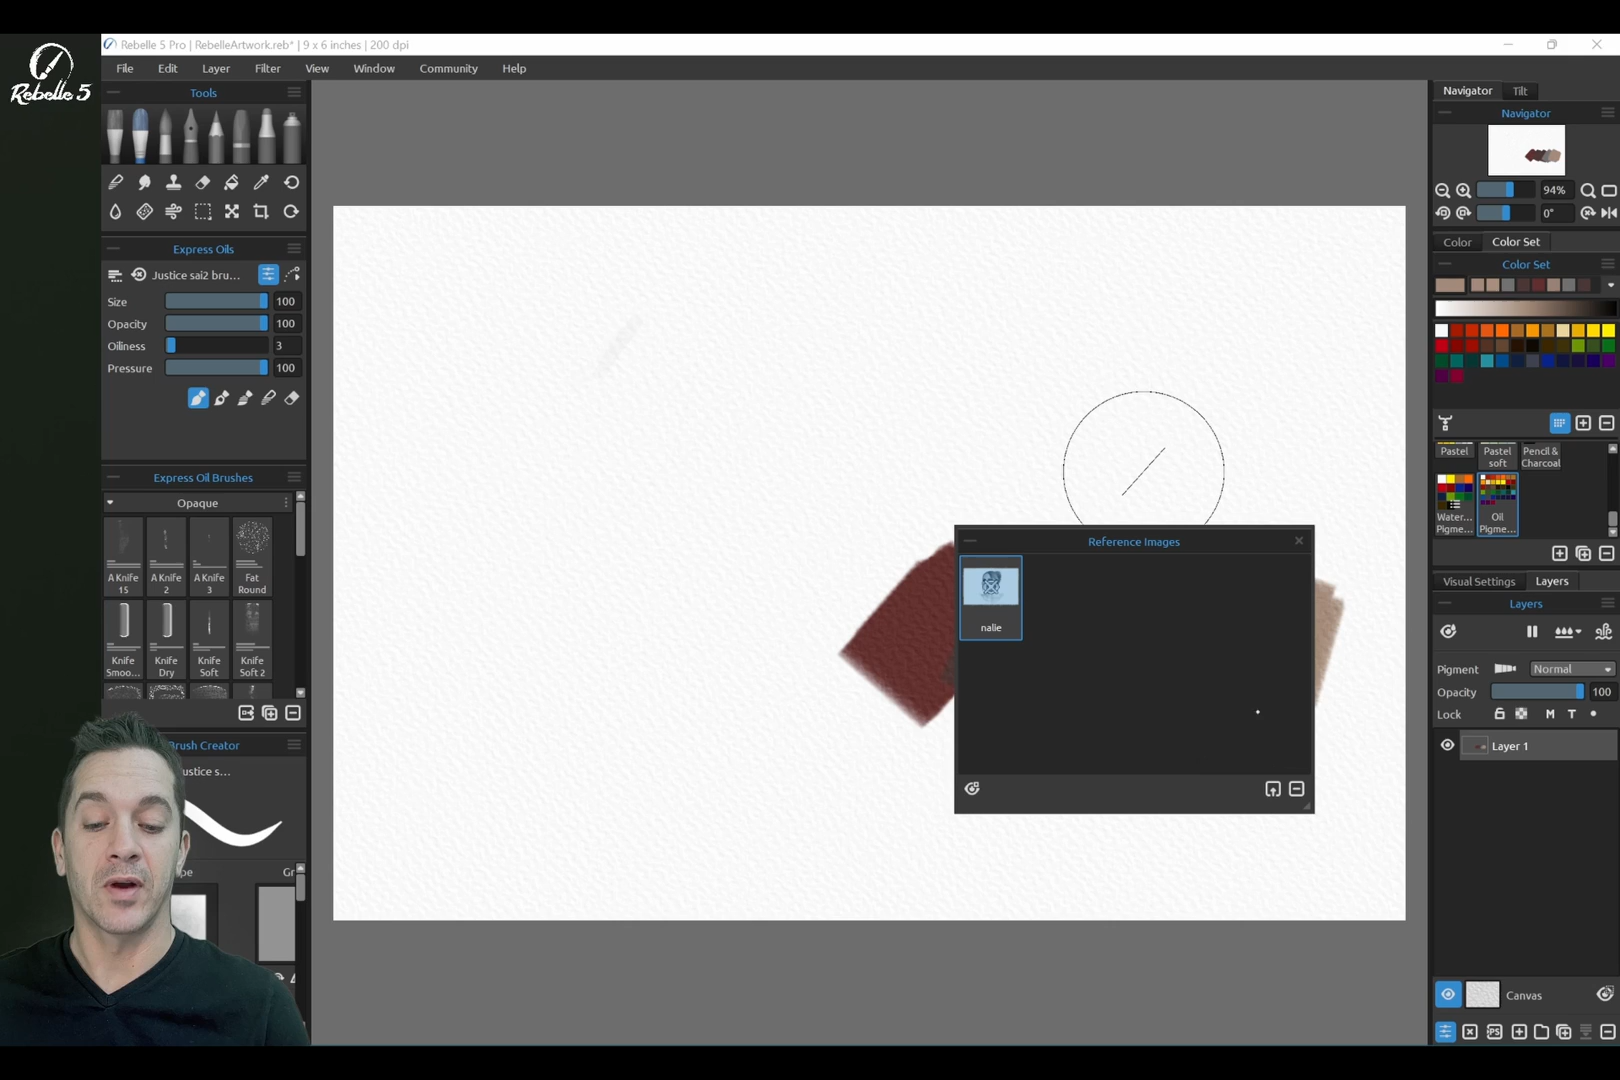 Rebelle 5
Rebelle 5 Pro | RebelleArtwork.reb* | 9 x 6 inches | 200 dpi
File Edit Layer Filter View Window Community Help
Tools
Express Oils
Justice sai2 bru...
Size 100
Opacity 100
Oiliness 3
Pressure 100
Express Oil Brushes
Opaque
A Knife 15
A Knife 2
A Knife 3
Fat Round
Knife Smoo...
Knife Dry
Knife Soft
Knife Soft 2
Brush Creator
ustice s...
pe
Gr
Reference Images
nalie
Navigator Tilt
Navigator
94%
0°
Color Color Set
Color Set
Pastel
Pastel soft
Pencil & Charcoal
Water... Pigme...
Oil Pigme...
Visual Settings Layers
Layers
Pigment Normal
Opacity 100
Lock M T
Layer 1
Canvas
PS